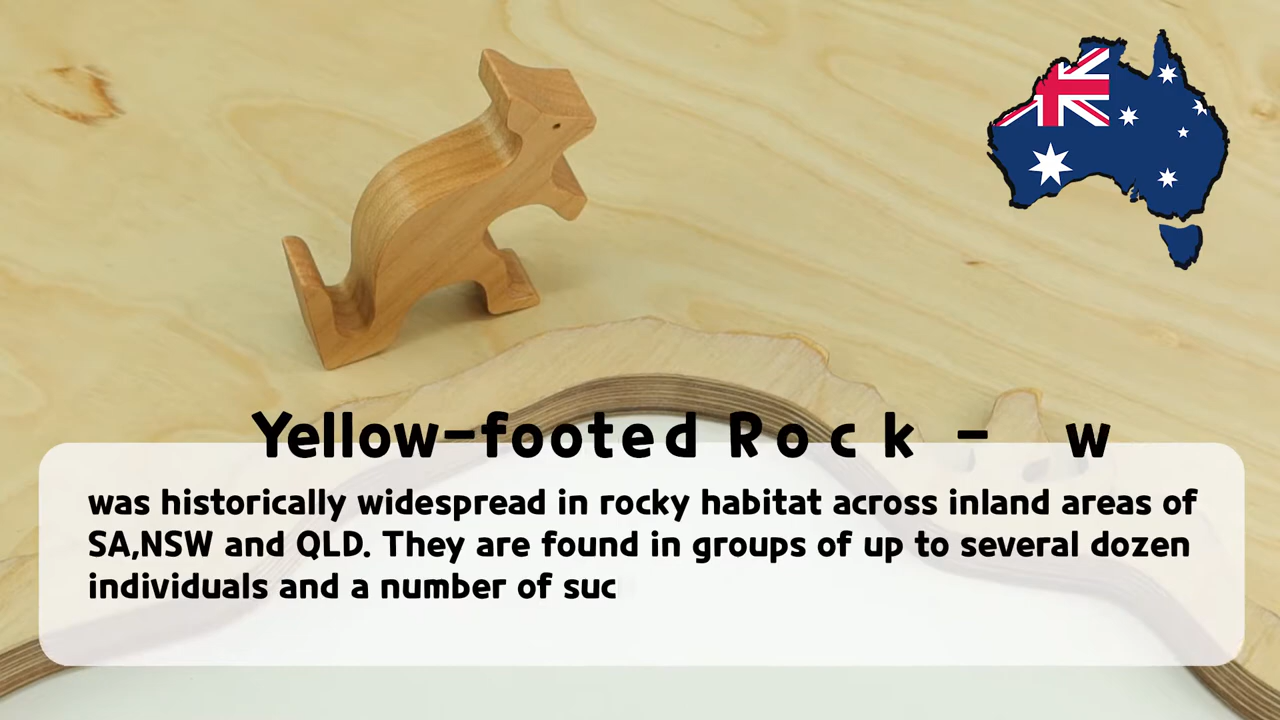 Yellow-footed Rock - w
was historically widespread in rocky habitat across inland areas of
SA,NSW and QLD. They are found in groups of up to several dozen
individuals and a number of suc